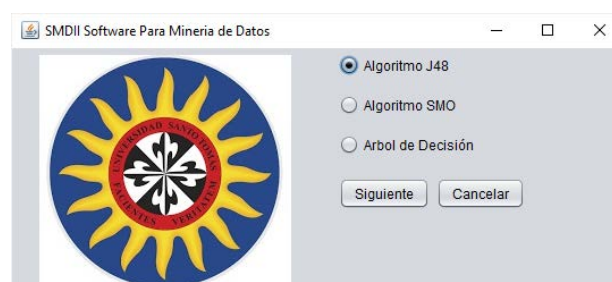 SMDII Software Para Mineria de Datos
UNIVERSIDAD SANTO TOMAS
FACIENTES VERITATEM
Algoritmo J48
Algoritmo SMO
Arbol de Decisión
Siguiente Cancelar